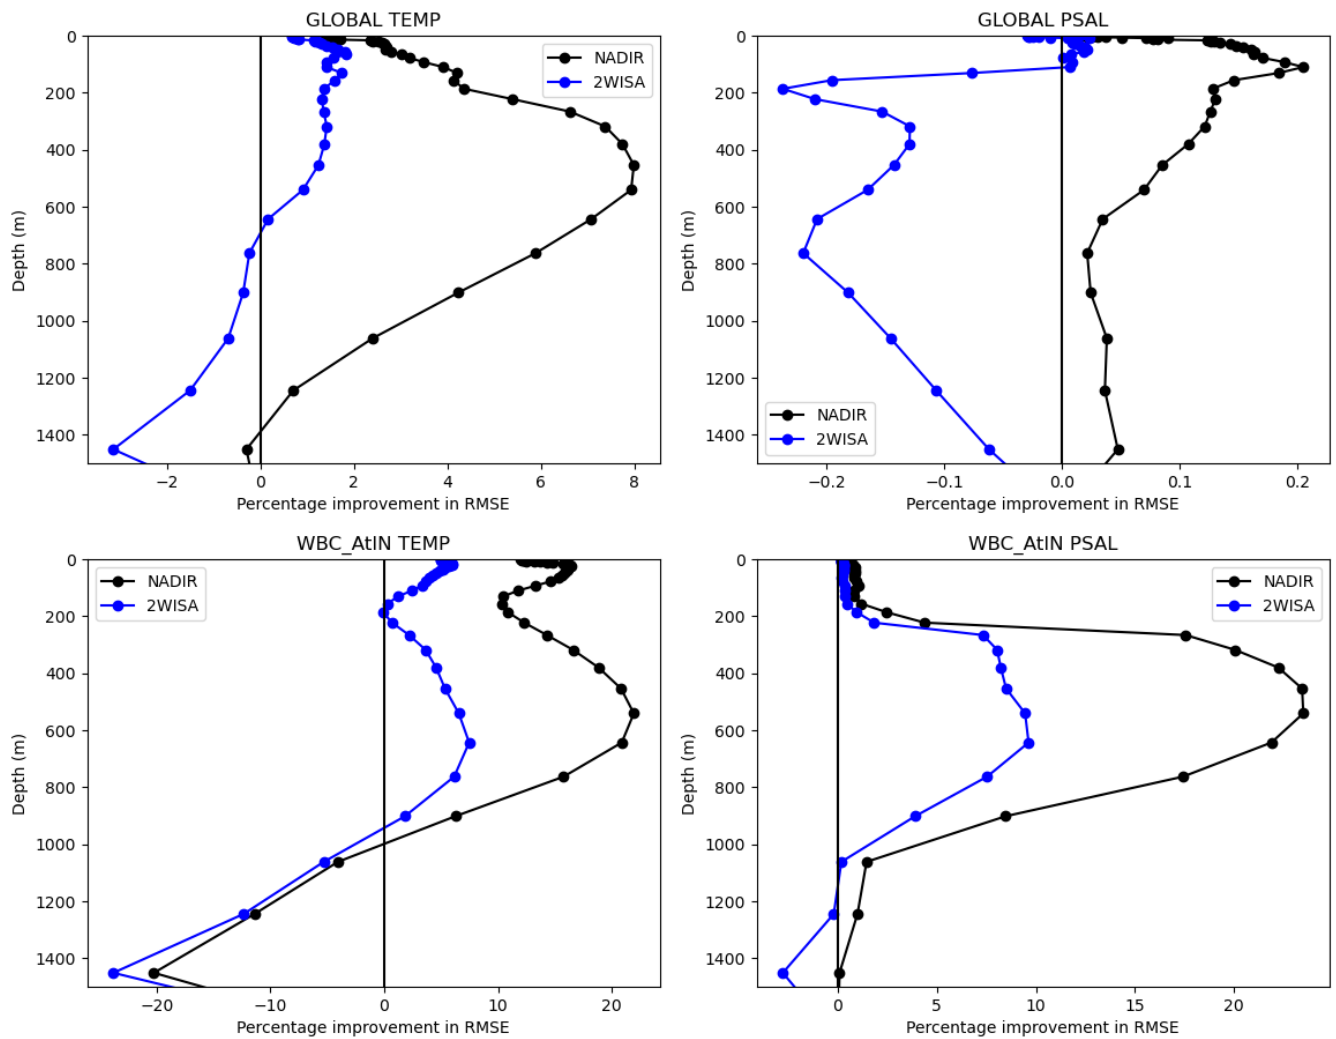 GLOBAL TEMP
0
200
400
600
800
1000
1200
1400
Depth (m)
NADIR
2WISA
−2 0 2 4 6 8
Percentage improvement in RMSE
GLOBAL PSAL
0
200
400
600
800
1000
1200
1400
Depth (m)
NADIR
2WISA
−0.2 −0.1 0.0 0.1 0.2
Percentage improvement in RMSE
WBC_AtlN TEMP
0
200
400
600
800
1000
1200
1400
Depth (m)
NADIR
2WISA
−20 −10 0 10 20
Percentage improvement in RMSE
WBC_AtlN PSAL
0
200
400
600
800
1000
1200
1400
Depth (m)
NADIR
2WISA
0 5 10 15 20
Percentage improvement in RMSE